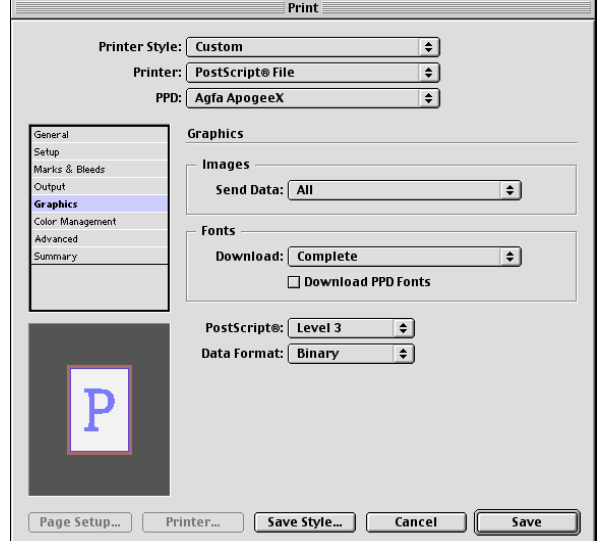 Print
Printer Style: Custom
Printer: PostScript® File
PPD: Agfa ApogeeX
General
Setup
Marks & Bleeds
Output
Graphics
Color Management
Advanced
Summary
Graphics
Images
Send Data: All
Fonts
Download: Complete
Download PPD Fonts
PostScript®: Level 3
Data Format: Binary
P
Page Setup... Printer... Save Style... Cancel Save